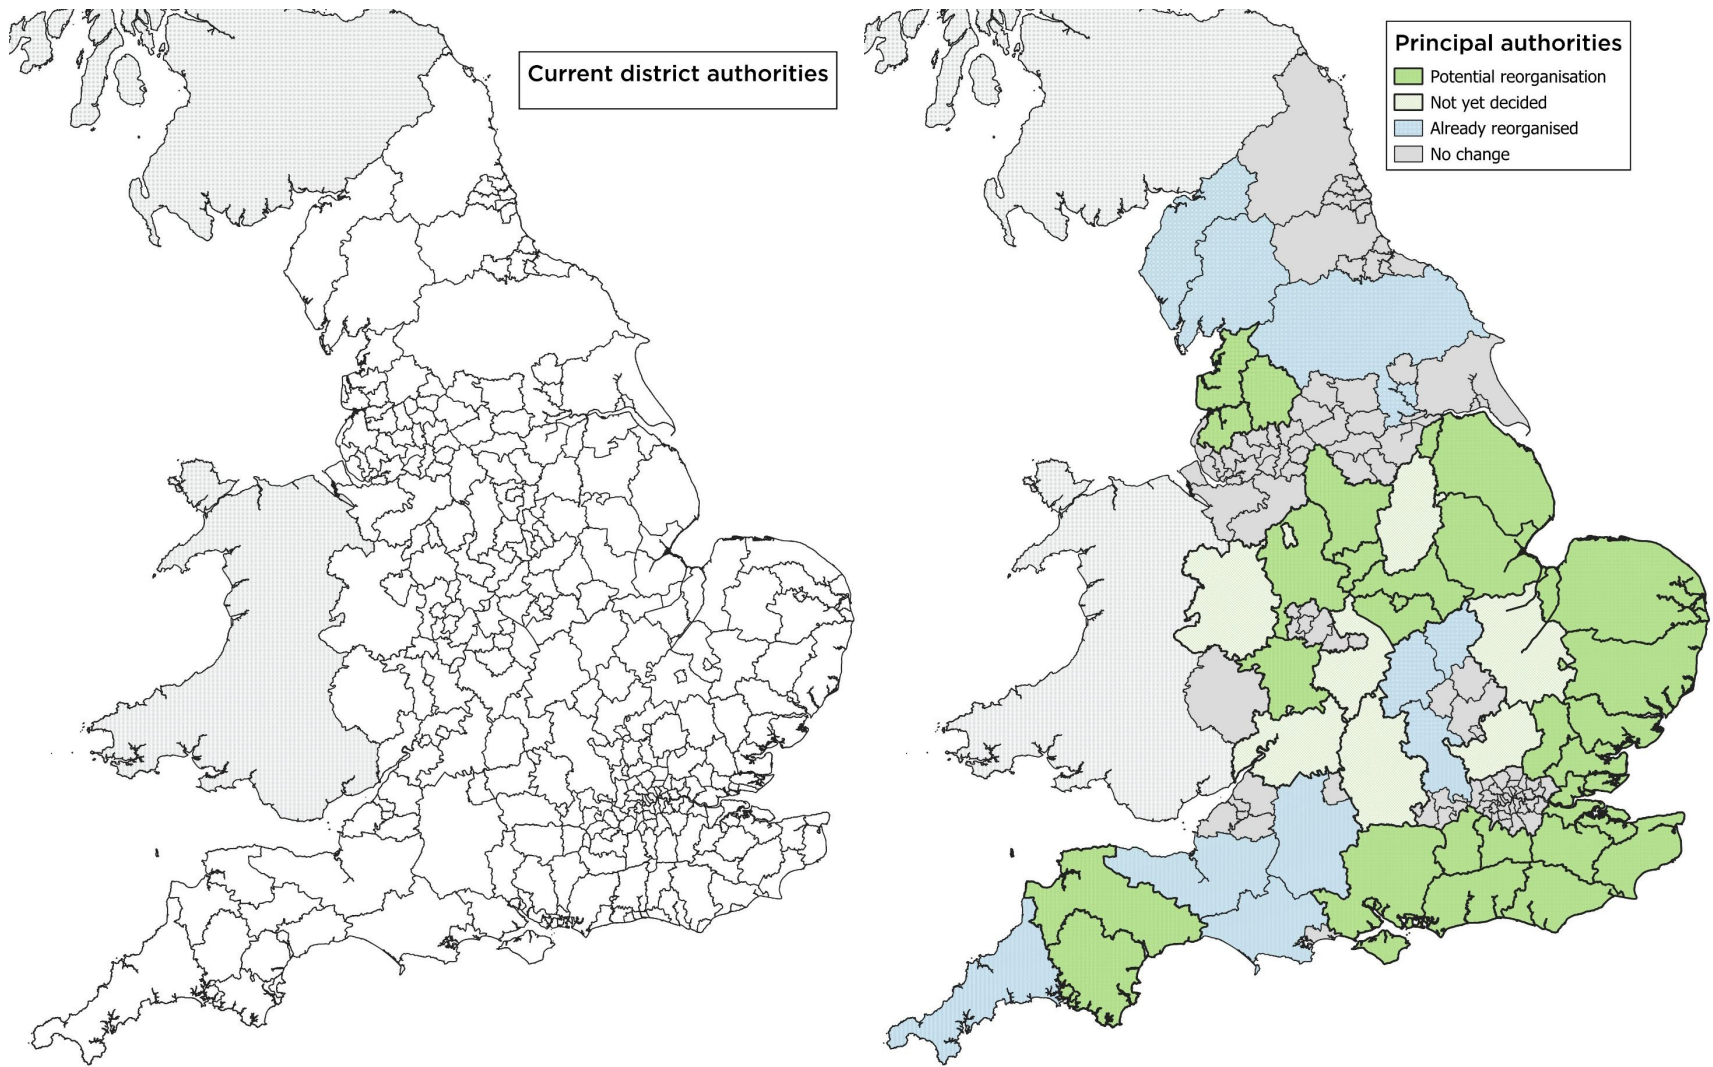 Current district authorities
Principal authorities
Potential reorganisation
Not yet decided
Already reorganised
No change